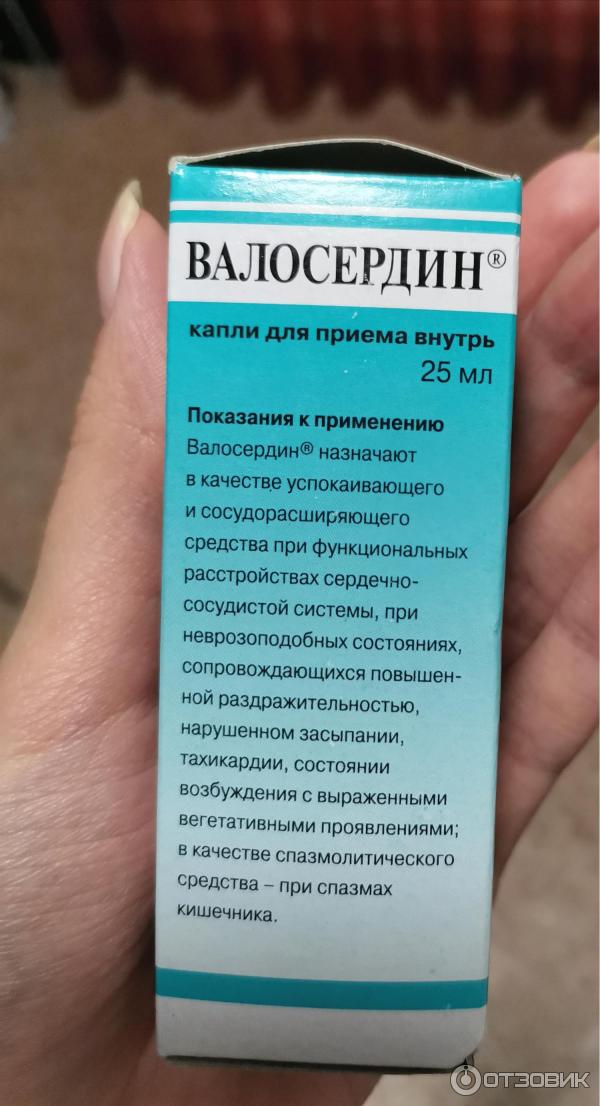 ВАЛОСЕРДИН®
капли для приема внутрь
25 мл
Показания к применению
Валосердин® назначают
в качестве успокаивающего
и сосудорасширяющего
средства при функциональных
расстройствах сердечно-
сосудистой системы, при
неврозоподобных состояниях,
сопровождающихся повышен-
ной раздражительностью,
нарушенном засыпании,
тахикардии, состоянии
возбуждения с выраженными
вегетативными проявлениями;
в качестве спазмолитического
средства – при спазмах
кишечника.
ОТЗОВИК